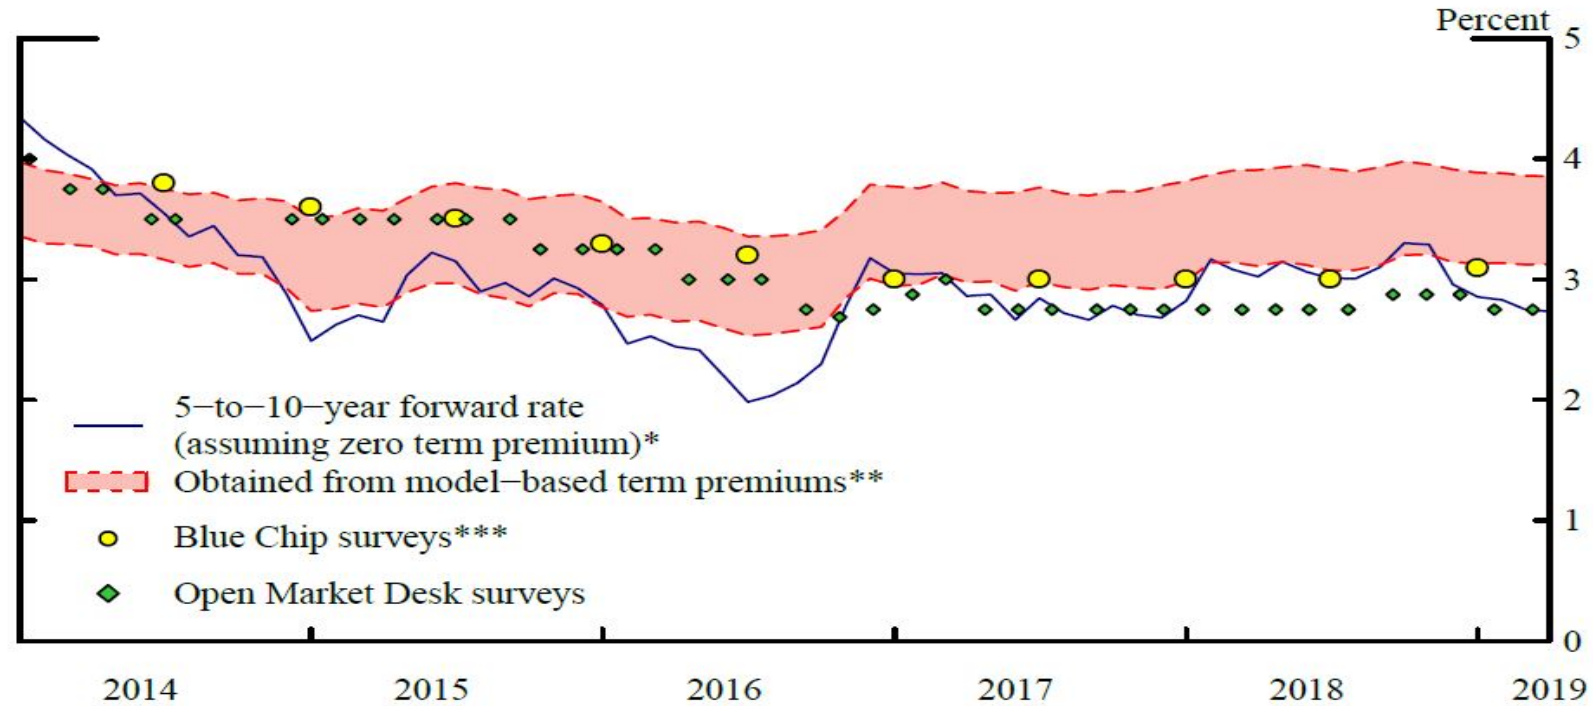 Percent
5
4
3
2
1
0
5−to−10−year forward rate
(assuming zero term premium)*
Obtained from model−based term premiums**
Blue Chip surveys***
Open Market Desk surveys
2014 2015 2016 2017 2018 2019